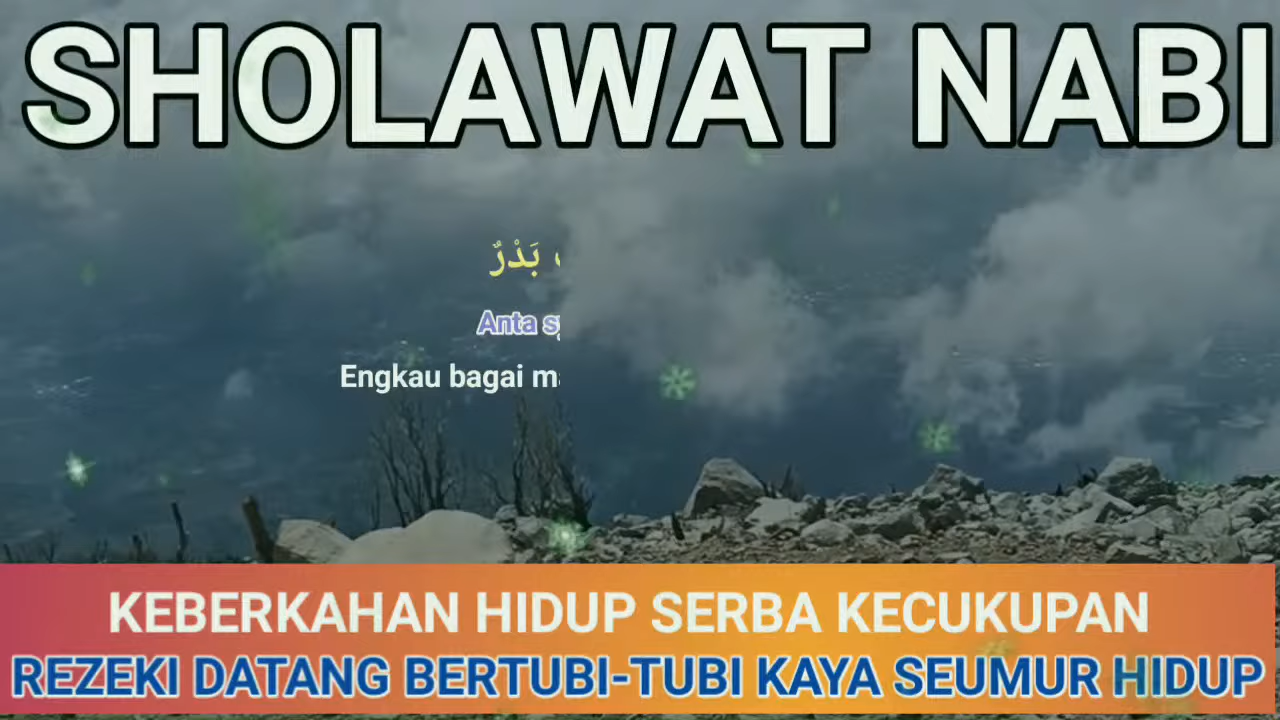 SHOLAWAT NABI
بَدْرٌ
Anta
Engkau bagai
KEBERKAHAN HIDUP SERBA KECUKUPAN
REZEKI DATANG BERTUBI-TUBI KAYA SEUMUR HIDUP